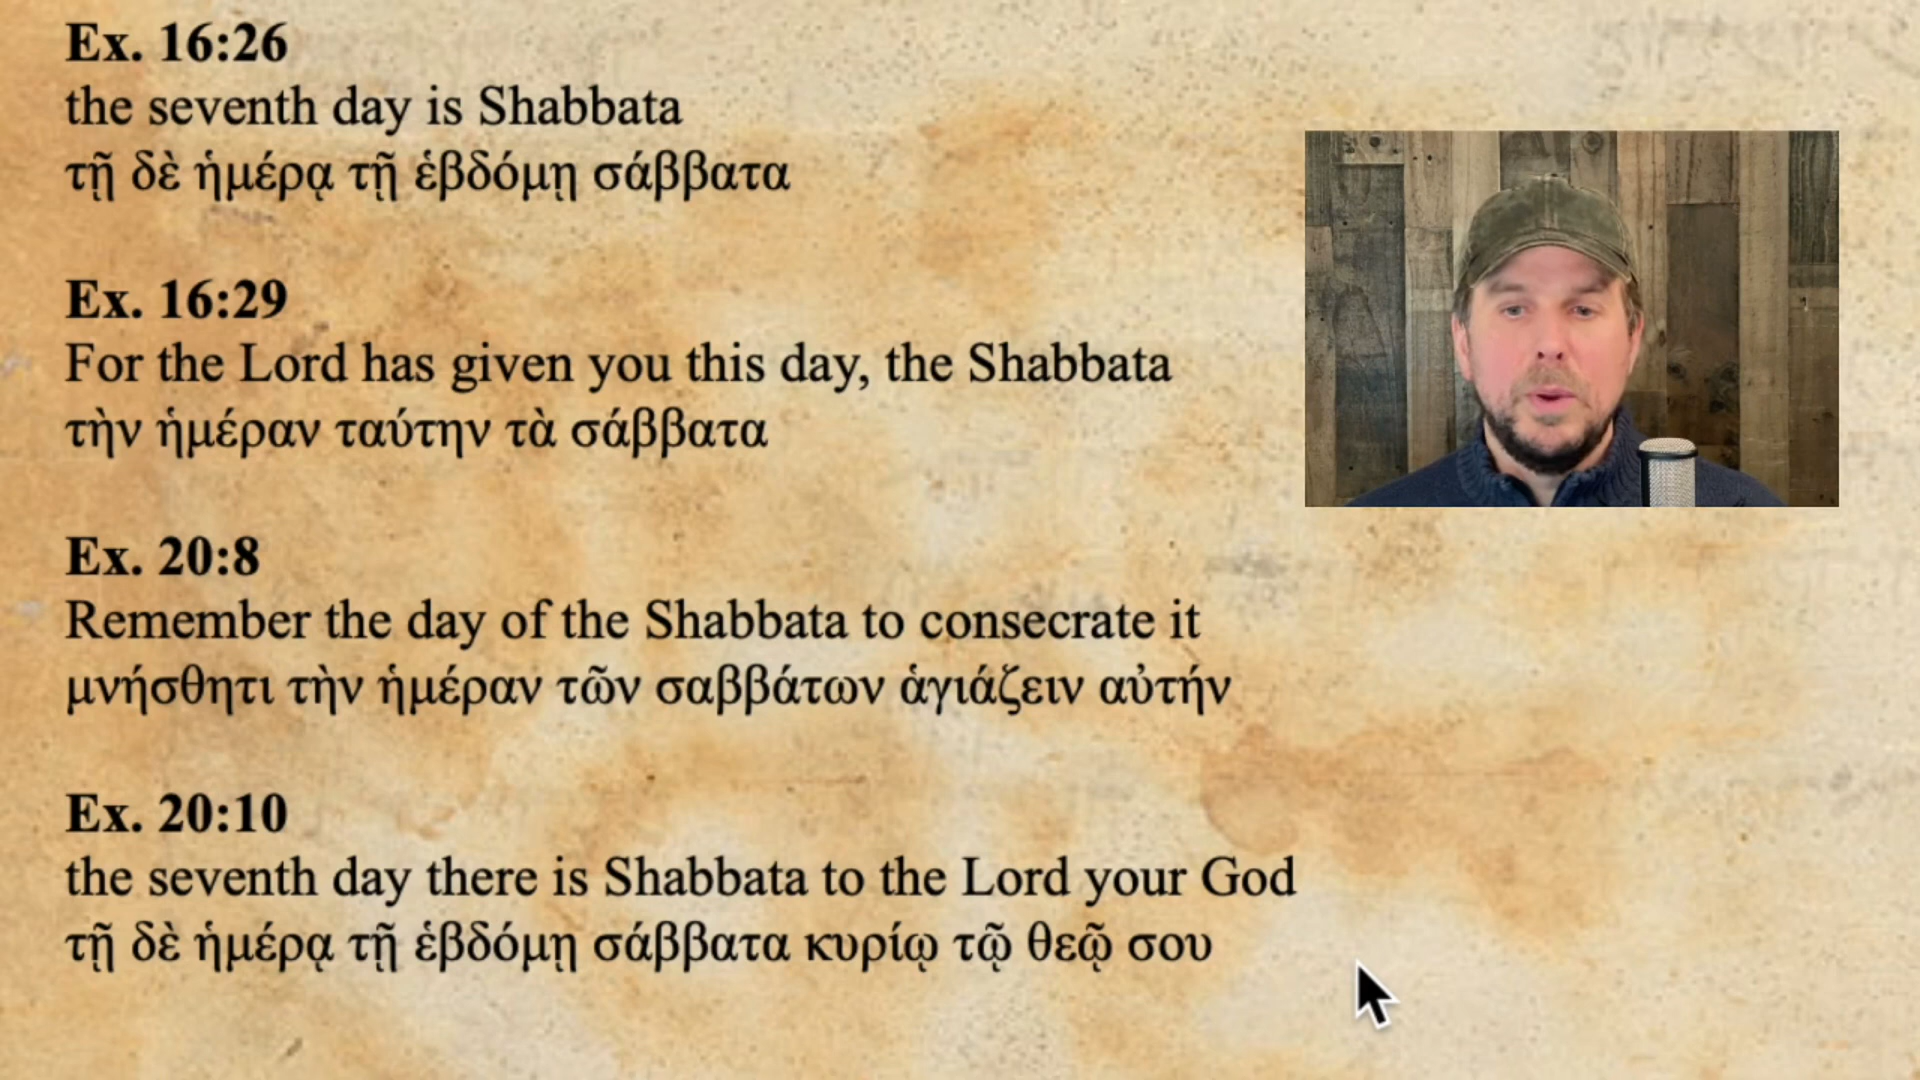 Ex. 16:26
the seventh day is Shabbata
τῇ δὲ ἡμέρᾳ τῇ ἑβδόμῃ σάββατα
Ex. 16:29
For the Lord has given you this day, the Shabbata
τὴν ἡμέραν ταύτην τὰ σάββατα
Ex. 20:8
Remember the day of the Shabbata to consecrate it
μνήσθητι τὴν ἡμέραν τῶν σαββάτων ἁγιάζειν αὐτήν
Ex. 20:10
the seventh day there is Shabbata to the Lord your God
τῇ δὲ ἡμέρᾳ τῇ ἑβδόμῃ σάββατα κυρίῳ τῷ θεῷ σου